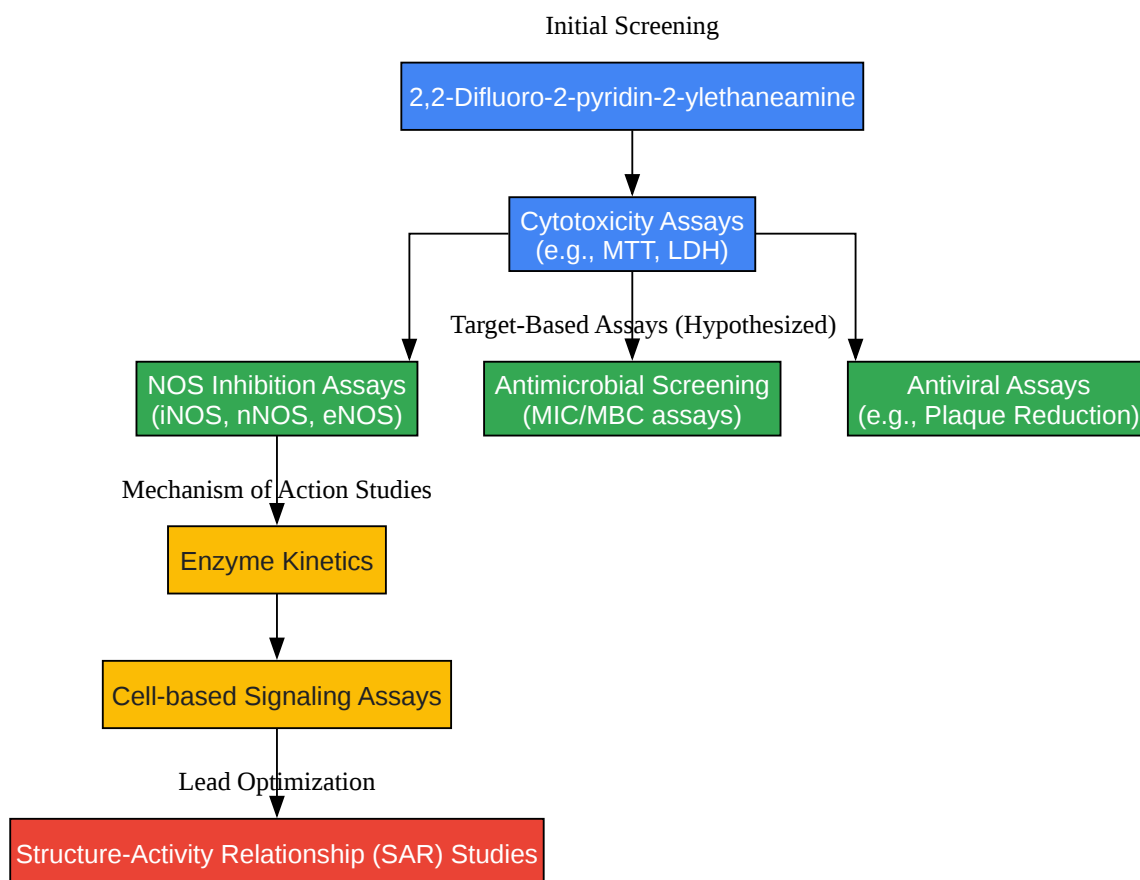 Initial Screening
2,2-Difluoro-2-pyridin-2-ylethaneamine
Cytotoxicity Assays
(e.g., MTT, LDH)
Target-Based Assays (Hypothesized)
NOS Inhibition Assays
(iNOS, nNOS, eNOS)
Antimicrobial Screening
(MIC/MBC assays)
Antiviral Assays
(e.g., Plaque Reduction)
Mechanism of Action Studies
Enzyme Kinetics
Cell-based Signaling Assays
Lead Optimization
Structure-Activity Relationship (SAR) Studies